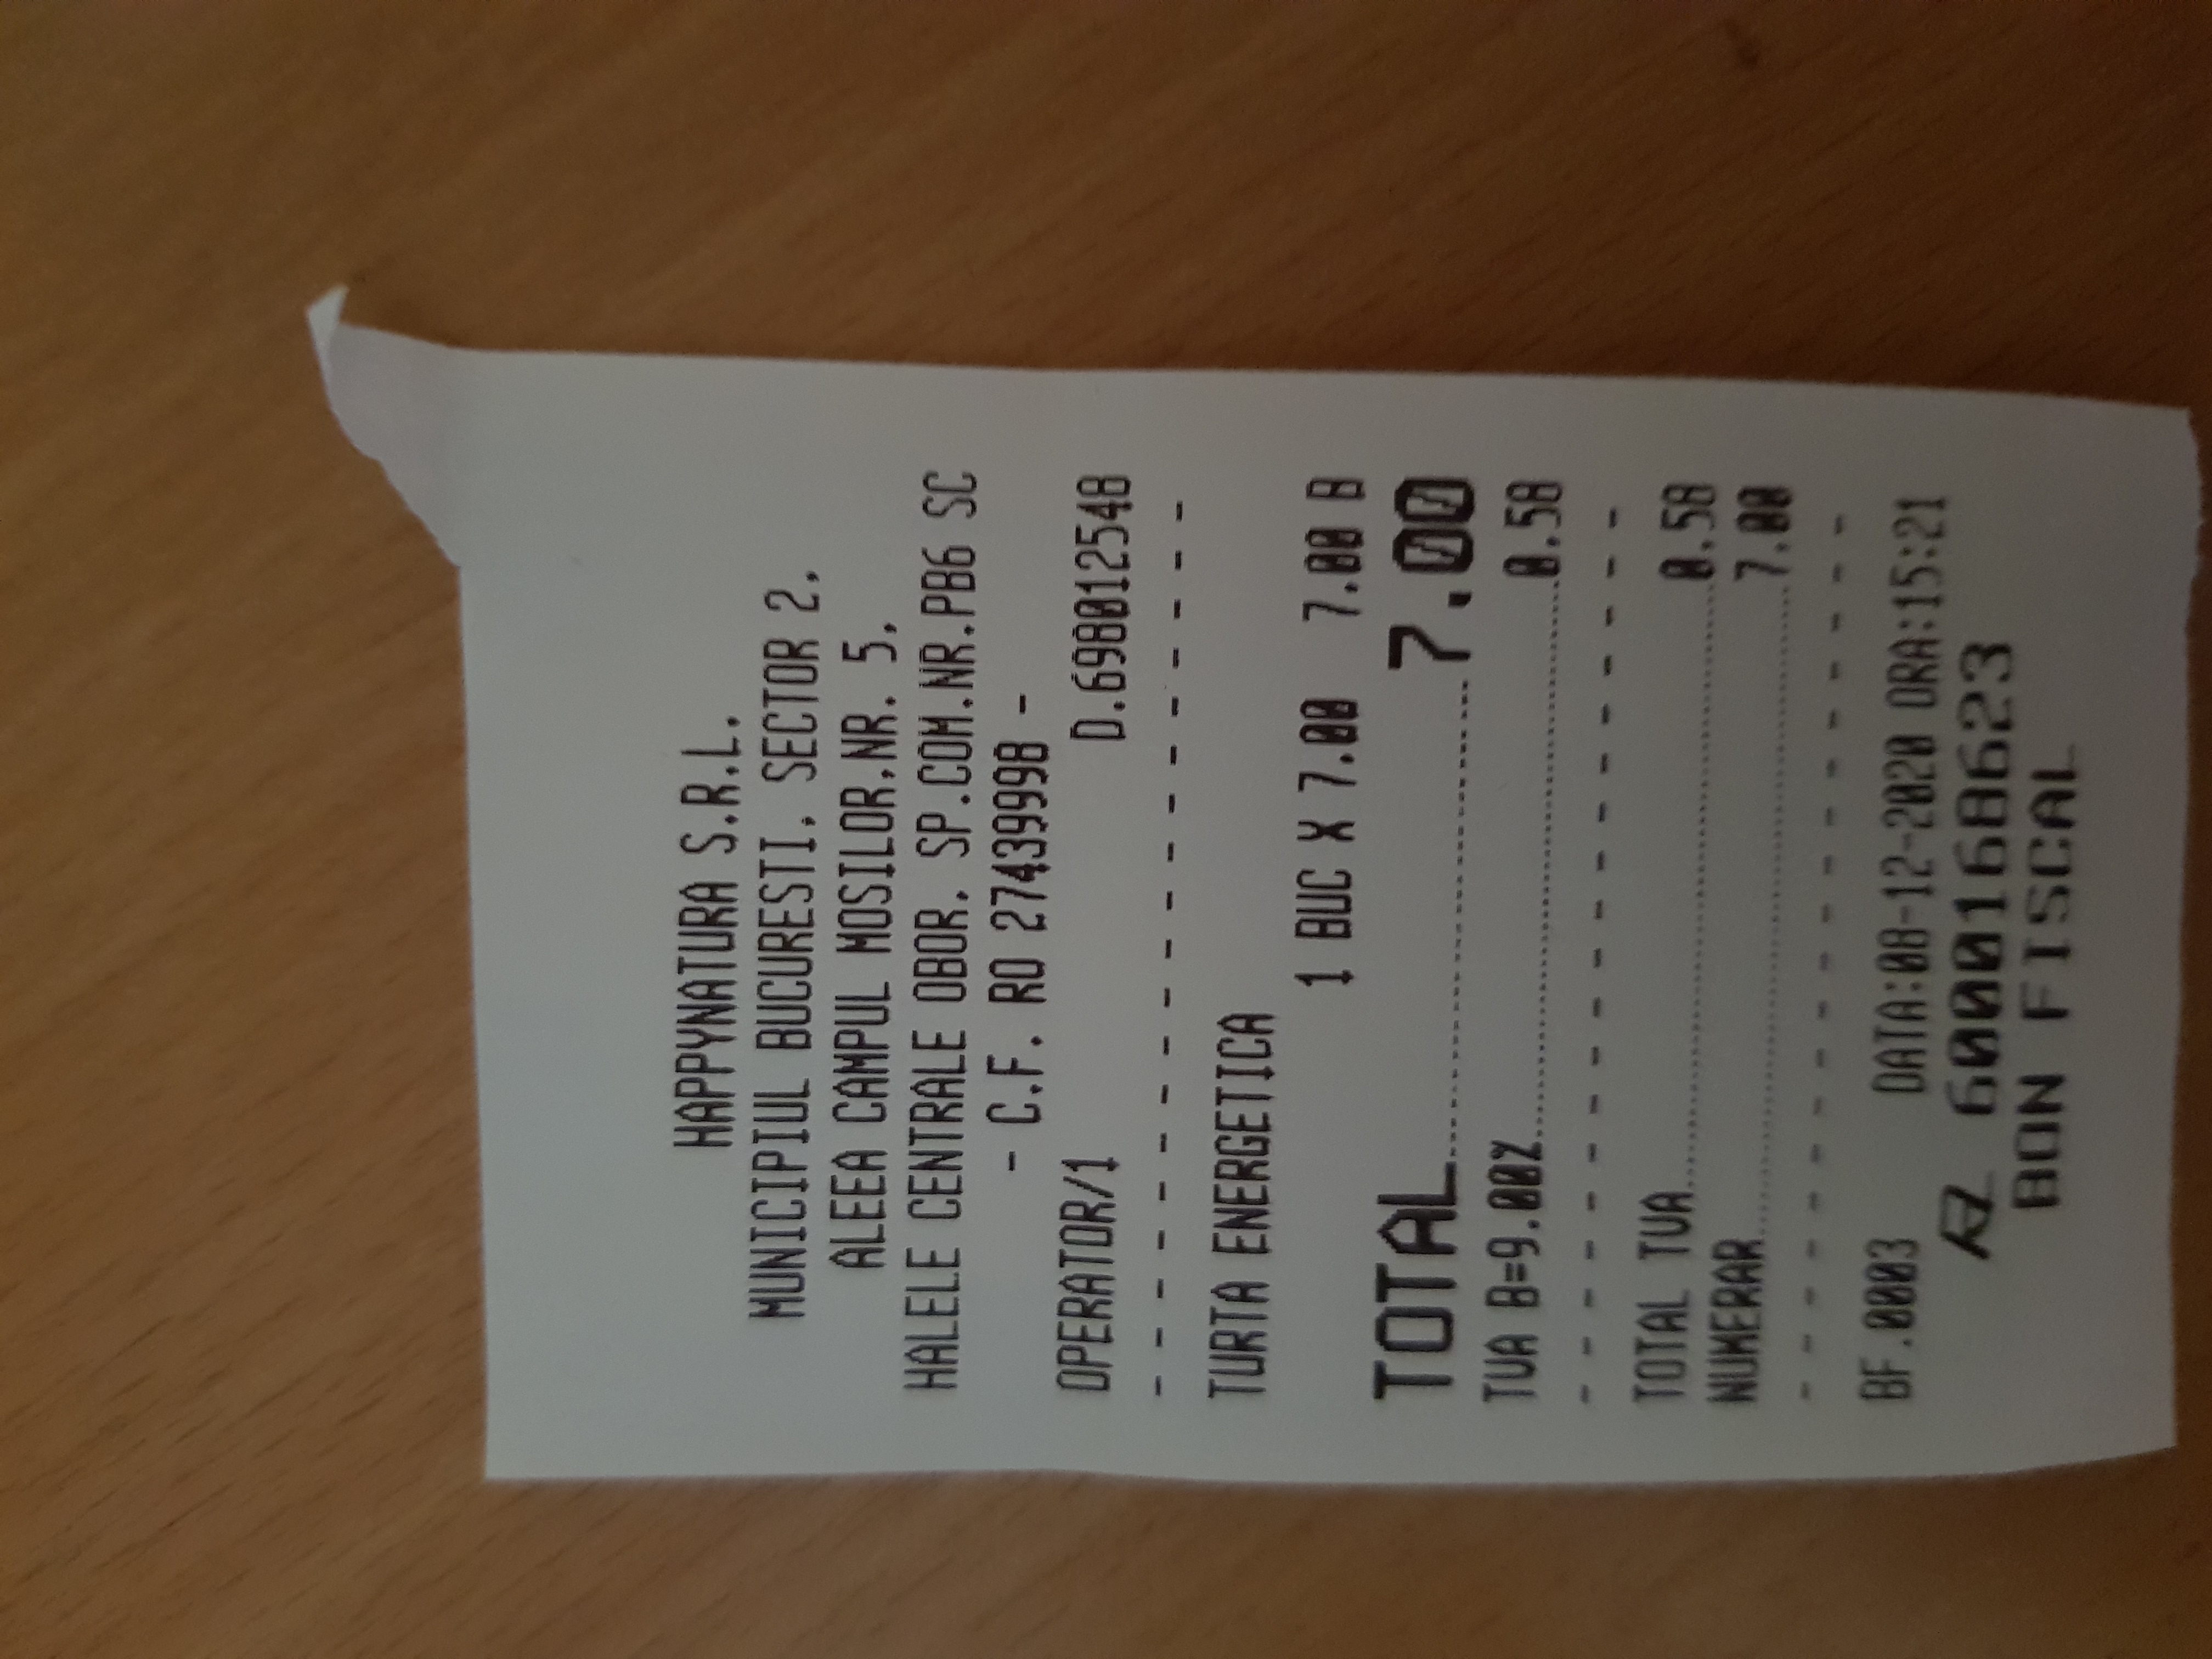 HAPPYNATURA S.R.L.
MUNICIPIUL BUCURESTI, SECTOR 2,
ALEEA CAMPUL MOSILOR,NR. 5,
HALELE CENTRALE OBOR, SP.COM.NR.PB6 SC
- C.F. RO 27439998 -
OPERATOR/1 D.698012548
TURTA ENERGETICA
1 BUC X 7.00 7.00 B
TOTAL 7.00
TVA B=9.00% 0.58
TOTAL TVA 0.58
NUMERAR 7.00
BF.0003 DATA:08-12-2020 ORA:15:21
6000168623
BON FISCAL